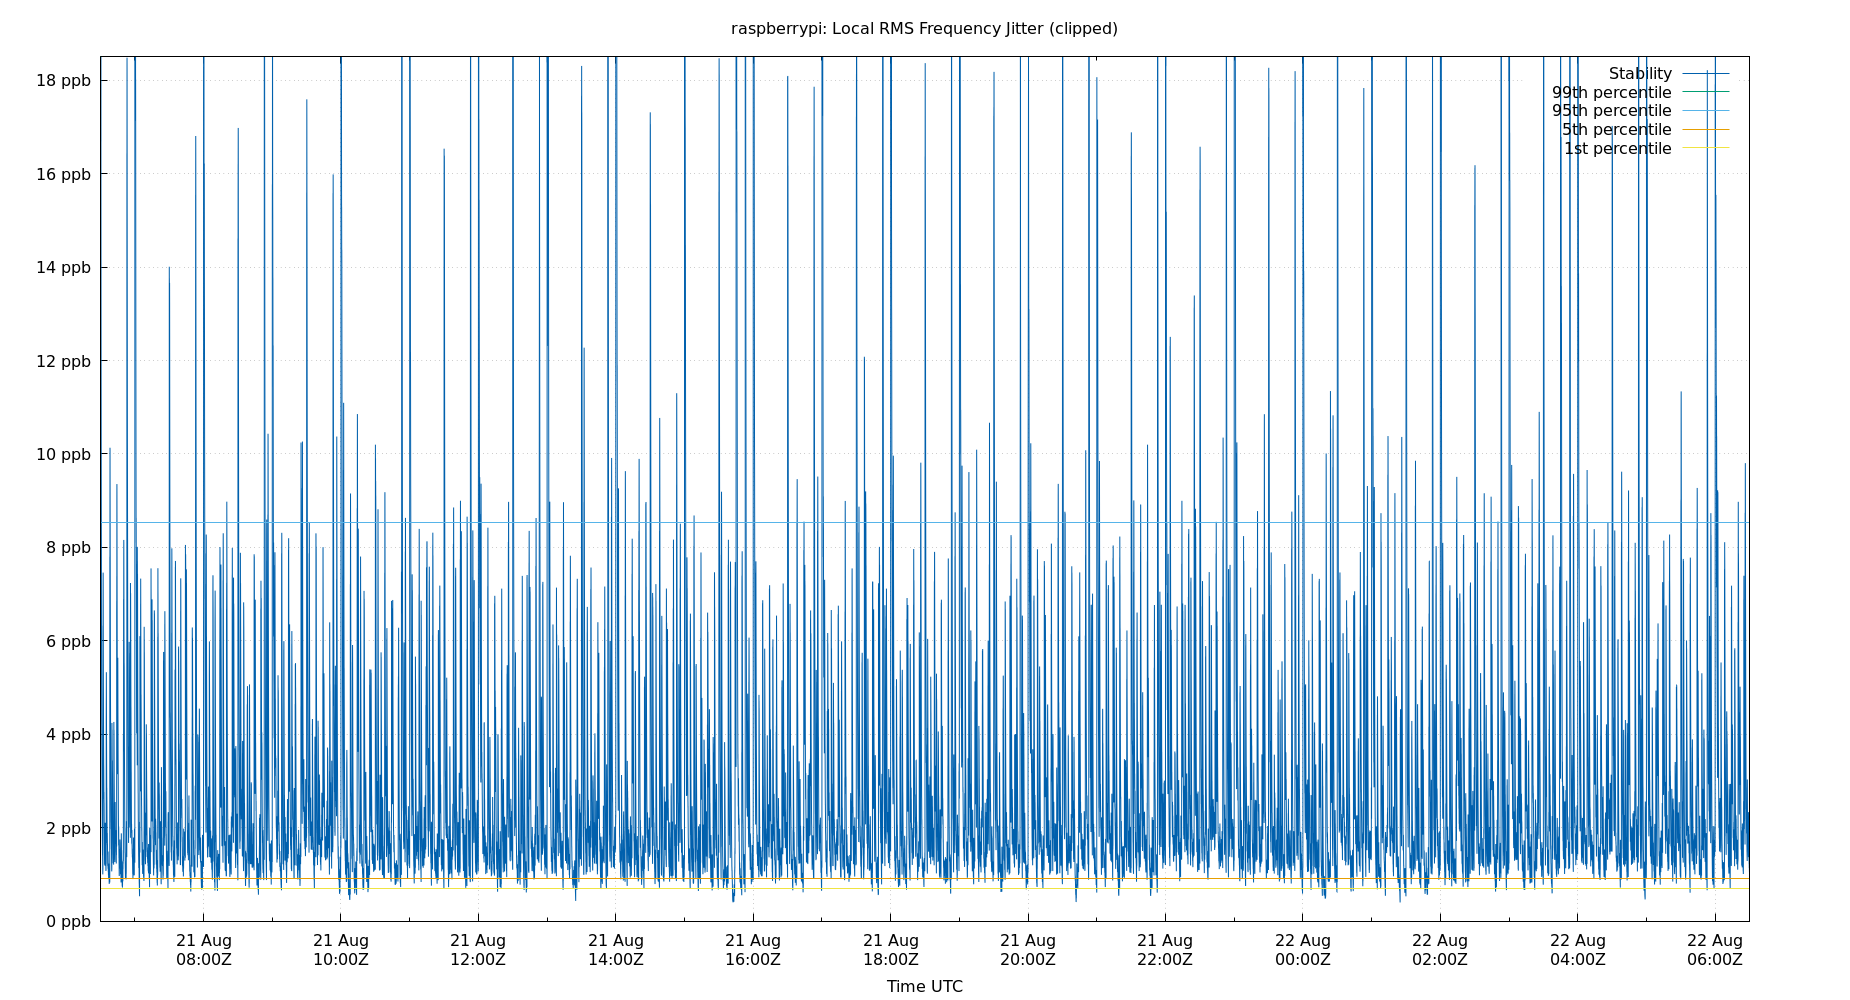 raspberrypi: Local RMS Frequency Jitter (clipped)
18 ppb
16 ppb
14 ppb
12 ppb
10 ppb
8 ppb
6 ppb
4 ppb
2 ppb
0 ppb
Stability
99th percentile
95th percentile
5th percentile
1st percentile
21 Aug 21 Aug 21 Aug 21 Aug 21 Aug 21 Aug 21 Aug 21 Aug 22 Aug 22 Aug 22 Aug 22 Aug
08:00Z 10:00Z 12:00Z 14:00Z 16:00Z 18:00Z 20:00Z 22:00Z 00:00Z 02:00Z 04:00Z 06:00Z
Time UTC